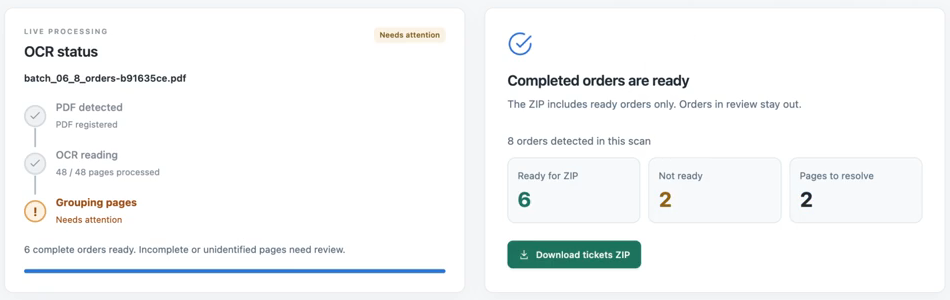 LIVE PROCESSING
Needs attention
OCR status
batch_06_8_orders-b91635ce.pdf
PDF detected
PDF registered
OCR reading
48 / 48 pages processed
!
Grouping pages
Needs attention
6 complete orders ready. Incomplete or unidentified pages need review.
Completed orders are ready
The ZIP includes ready orders only. Orders in review stay out.
8 orders detected in this scan
Ready for ZIP
6
Not ready
2
Pages to resolve
2
Download tickets ZIP